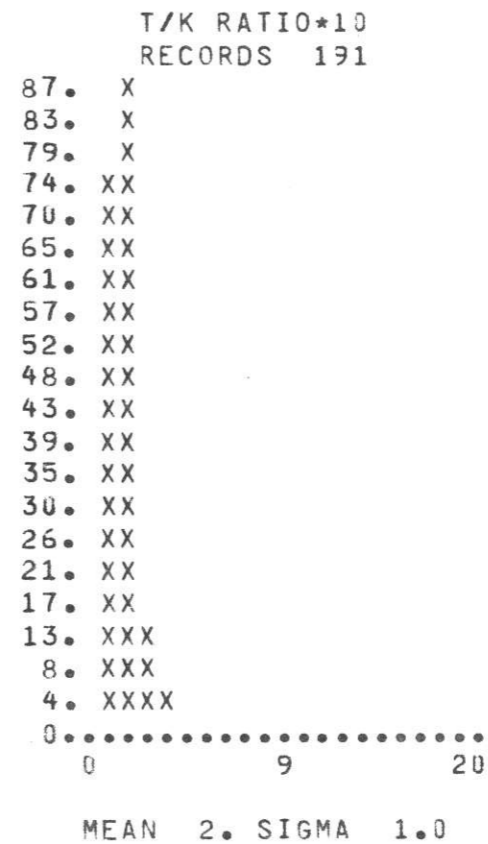 T/K RATIO*10
RECORDS 191
87. X
83. X
79. X
74. XX
70. XX
65. XX
61. XX
57. XX
52. XX
48. XX
43. XX
39. XX
35. XX
30. XX
26. XX
21. XX
17. XX
13. XXX
8. XXX
4. XXXX
0......................
0 9 20
MEAN 2. SIGMA 1.0